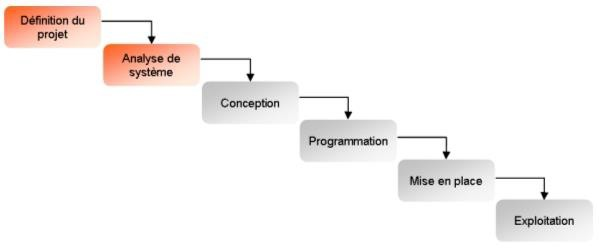 Définition du
projet
Analyse de
système
Conception
Programmation
Mise en place
Exploitation